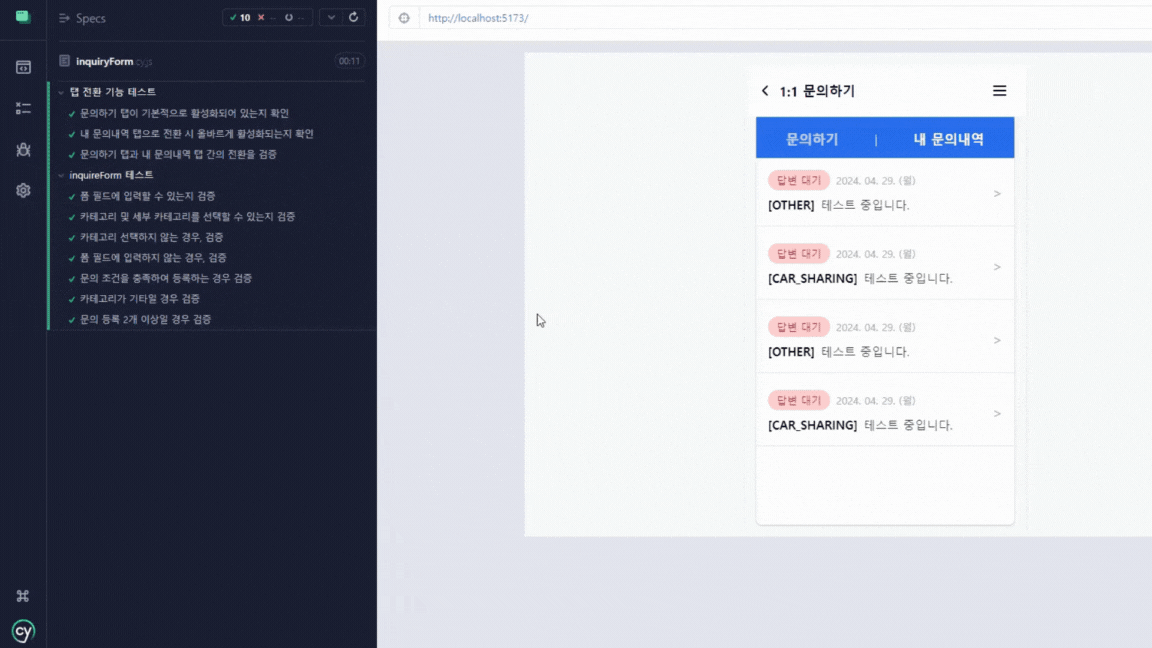 Specs
10 -- --
inquiryForm.cy.js
00:11
탭 전환 기능 테스트
문의하기 탭이 기본적으로 활성화되어 있는지 확인
내 문의내역 탭으로 전환 시 올바르게 활성화되는지 확인
문의하기 탭과 내 문의내역 탭 간의 전환을 검증
inquireForm 테스트
폼 필드에 입력할 수 있는지 검증
카테고리 및 세부 카테고리를 선택할 수 있는지 검증
카테고리 선택하지 않는 경우, 검증
폼 필드에 입력하지 않는 경우, 검증
문의 조건을 충족하여 등록하는 경우 검증
카테고리가 기타일 경우 검증
문의 등록 2개 이상일 경우 검증
cy
http://localhost:5173/
1:1 문의하기
문의하기 | 내 문의내역
답변 대기 2024. 04. 29. (월)
[OTHER] 테스트 중입니다.
>
답변 대기 2024. 04. 29. (월)
[CAR_SHARING] 테스트 중입니다.
>
답변 대기 2024. 04. 29. (월)
[OTHER] 테스트 중입니다.
>
답변 대기 2024. 04. 29. (월)
[CAR_SHARING] 테스트 중입니다.
>